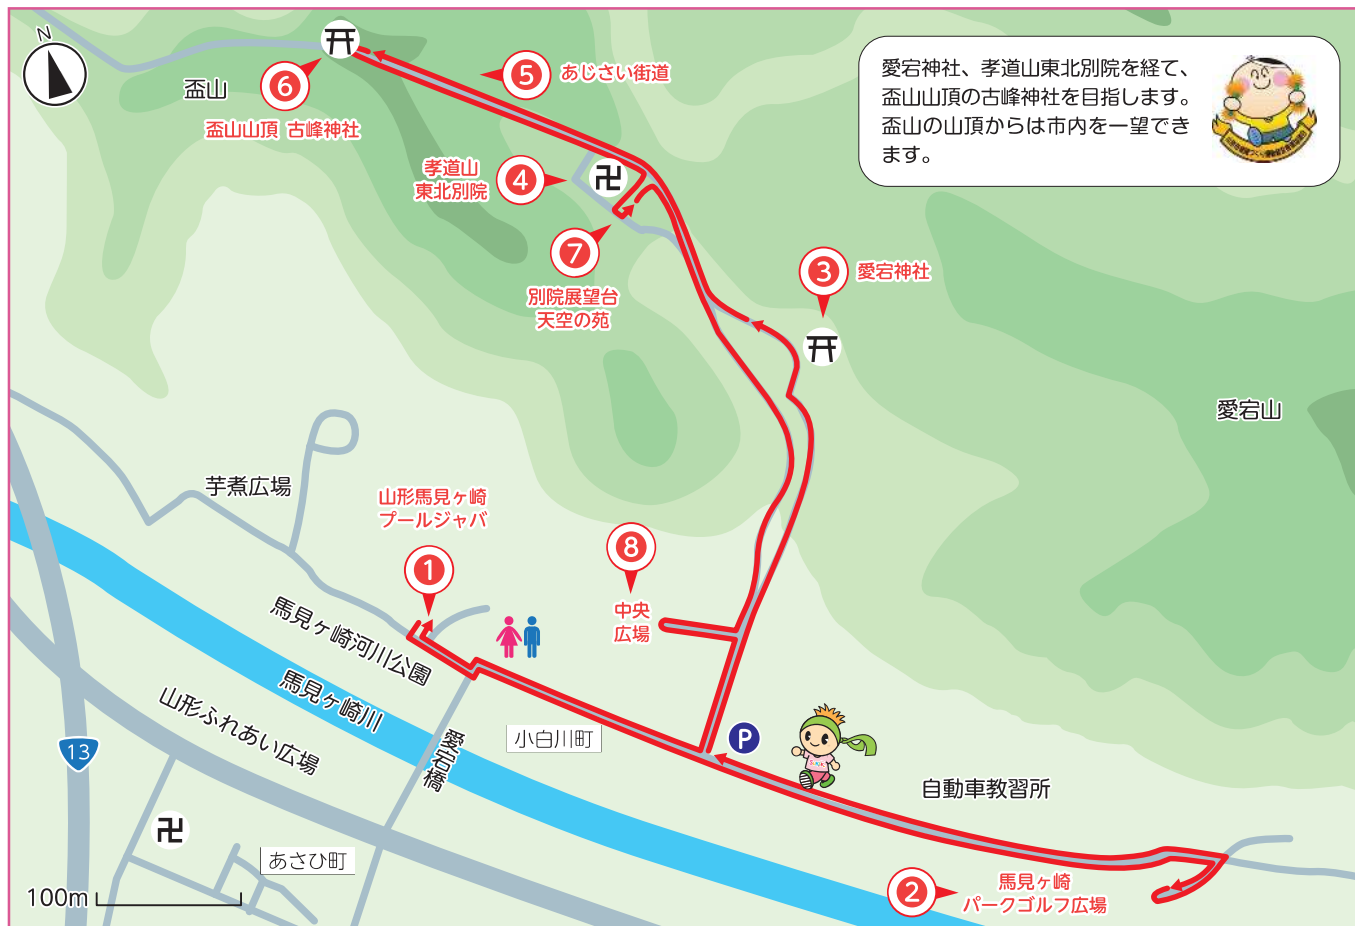 N
愛宕神社、孝道山東北別院を経て、
盃山山頂の古峰神社を目指します。
盃山の山頂からは市内を一望でき
ます。
盃山
6
盃山山頂 古峰神社
5
あじさい街道
孝道山
東北別院
4
卍
7
別院展望台
天空の苑
3
愛宕神社
愛宕山
芋煮広場
山形馬見ヶ崎
プールジャバ
1
8
中央
広場
馬見ヶ崎河川公園
馬見ヶ崎川
山形ふれあい広場
小白川町
愛宕橋
P
自動車教習所
13
卍
あさひ町
2
馬見ヶ崎
パークゴルフ広場
100m